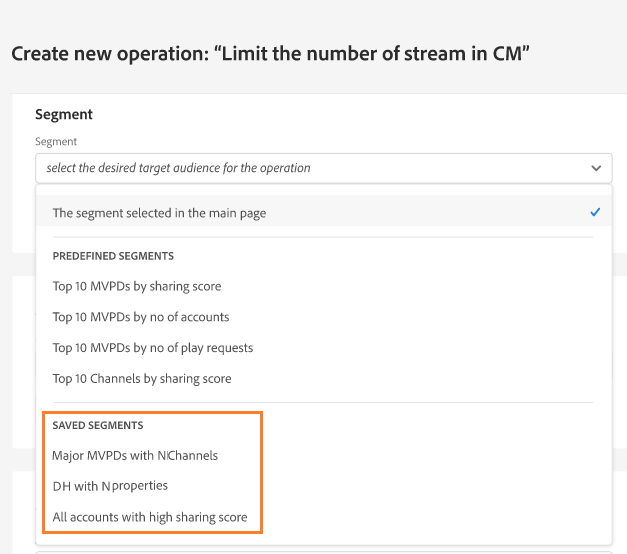 Create new operation: “Limit the number of stream in CM”
Segment
Segment
select the desired target audience for the operation
The segment selected in the main page
PREDEFINED SEGMENTS
Top 10 MVPDs by sharing score
Top 10 MVPDs by no of accounts
Top 10 MVPDs by no of play requests
Top 10 Channels by sharing score
SAVED SEGMENTS
Major MVPDs with N Channels
DH with N properties
All accounts with high sharing score